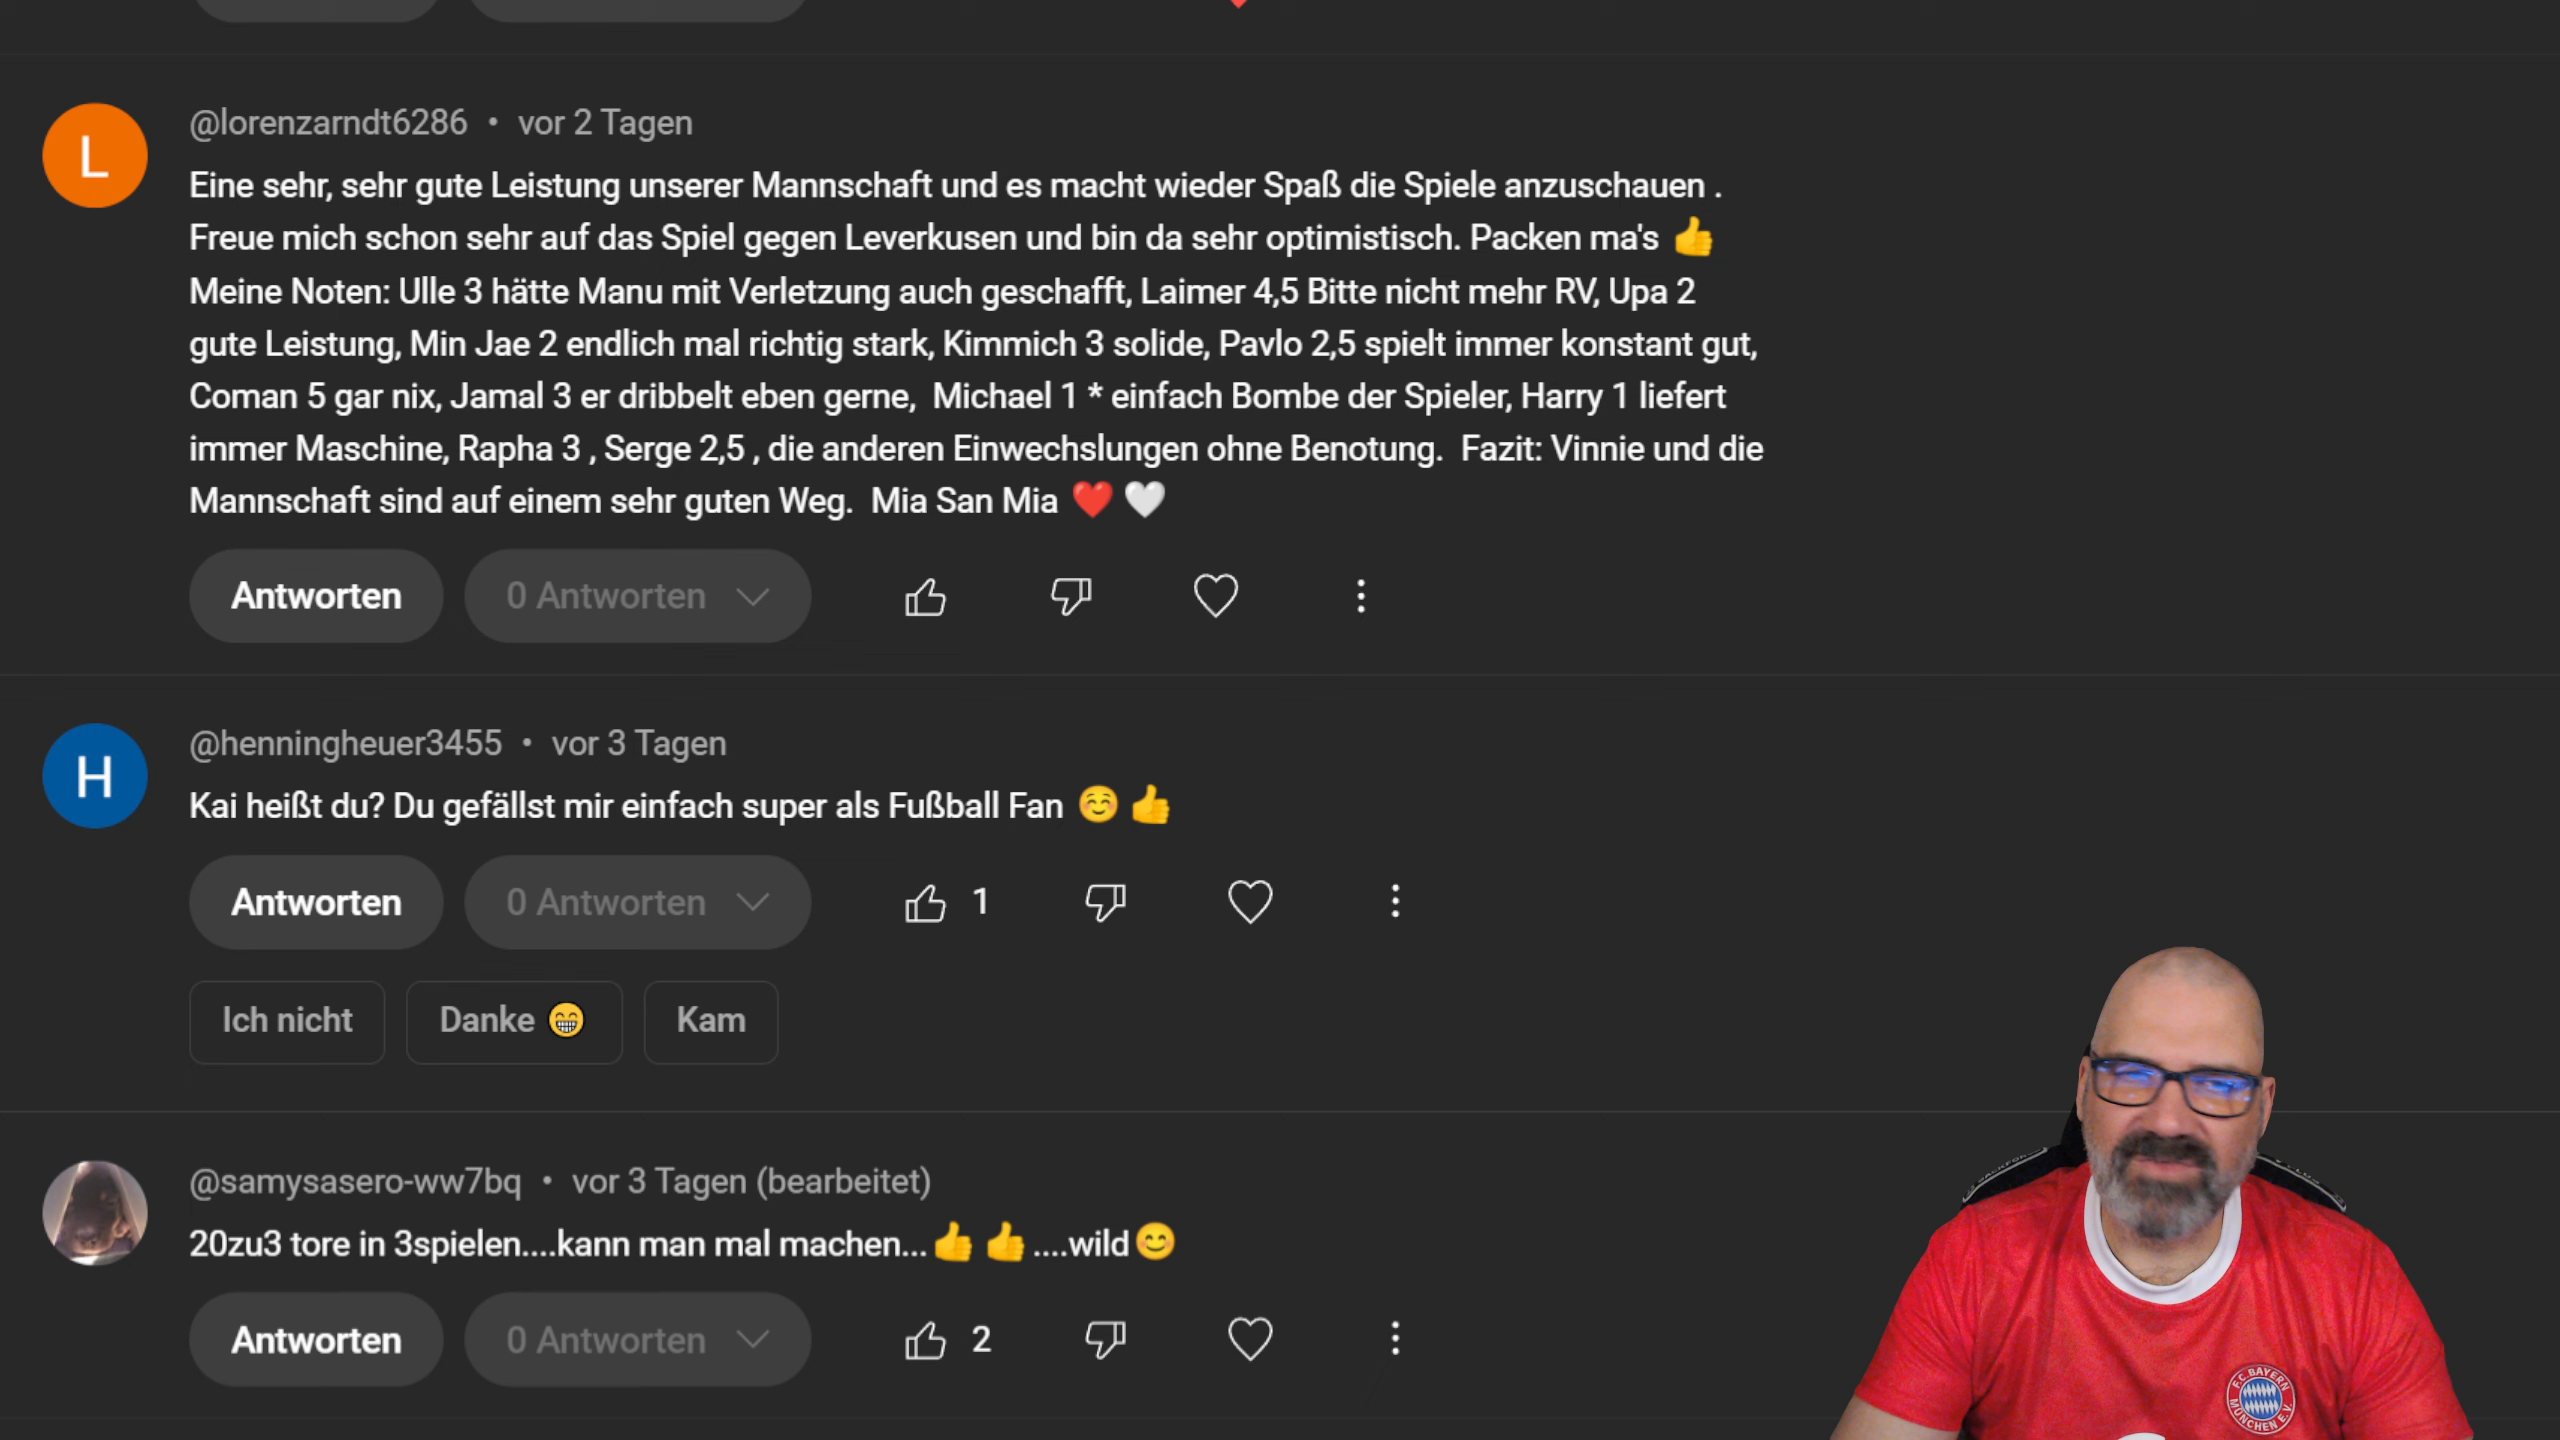 @lorenzarndt6286 • vor 2 Tagen
Eine sehr, sehr gute Leistung unserer Mannschaft und es macht wieder Spaß die Spiele anzuschauen .
Freue mich schon sehr auf das Spiel gegen Leverkusen und bin da sehr optimistisch. Packen ma's 👍
Meine Noten: Ulle 3 hätte Manu mit Verletzung auch geschafft, Laimer 4,5 Bitte nicht mehr RV, Upa 2
gute Leistung, Min Jae 2 endlich mal richtig stark, Kimmich 3 solide, Pavlo 2,5 spielt immer konstant gut,
Coman 5 gar nix, Jamal 3 er dribbelt eben gerne,  Michael 1 * einfach Bombe der Spieler, Harry 1 liefert
immer Maschine, Rapha 3 , Serge 2,5 , die anderen Einwechslungen ohne Benotung.  Fazit: Vinnie und die
Mannschaft sind auf einem sehr guten Weg.  Mia San Mia ❤️🤍
Antworten 0 Antworten
@henningheuer3455 • vor 3 Tagen
Kai heißt du? Du gefällst mir einfach super als Fußball Fan ☺️👍
Antworten 0 Antworten 1
Ich nicht Danke 😁 Kam
@samysasero-ww7bq • vor 3 Tagen (bearbeitet)
20zu3 tore in 3spielen....kann man mal machen...👍👍....wild😊
Antworten 0 Antworten 2
F.C. BAYERN
MÜNCHEN E.V.